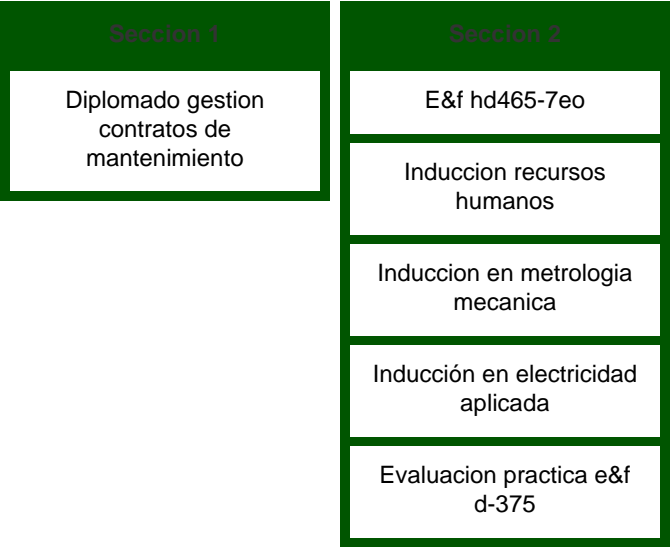 Seccion 1
Diplomado gestion
contratos de
mantenimiento
Seccion 2
E&f hd465-7eo
Induccion recursos
humanos
Induccion en metrologia
mecanica
Inducción en electricidad
aplicada
Evaluacion practica e&f
d-375